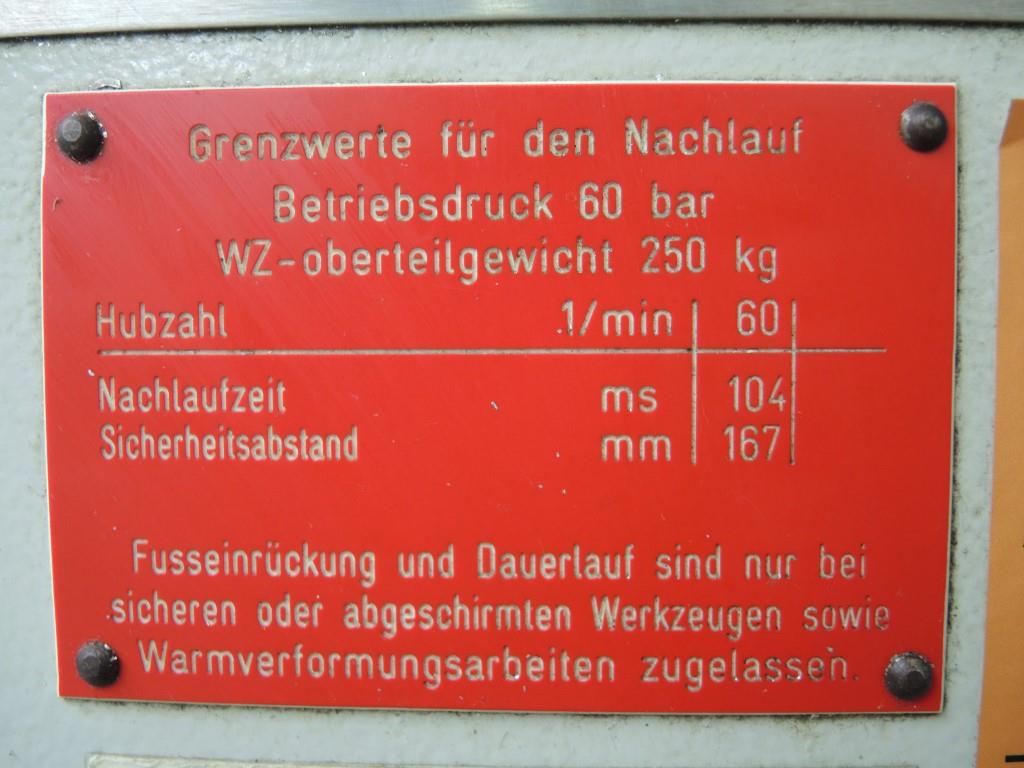 Grenzwerte für den Nachlauf
Betriebsdruck 60 bar
WZ-oberteilgewicht 250 kg
Hubzahl 1/min 60
Nachlaufzeit ms 104
Sicherheitsabstand mm 167
Fusseinrückung und Dauerlauf sind nur bei
sicheren oder abgeschirmten Werkzeugen sowie
Warmverformungsarbeiten zugelassen.